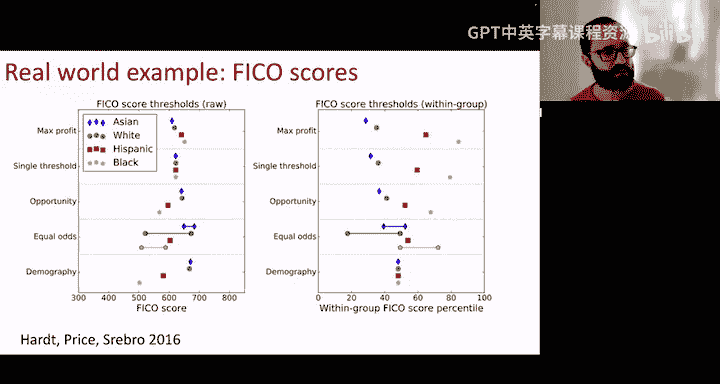 GPT中英字幕课程资源 bilibili
Real world example: FICO scores
FICO score thresholds (raw)
Asian
White
Hispanic
Black
Max profit
Single threshold
Opportunity
Equal odds
Demography
300 400 500 600 700 800
FICO score
FICO score thresholds (within-group)
Max profit
Single threshold
Opportunity
Equal odds
Demography
0 20 40 60 80 100
Within-group FICO score percentile
Hardt, Price, Srebro 2016